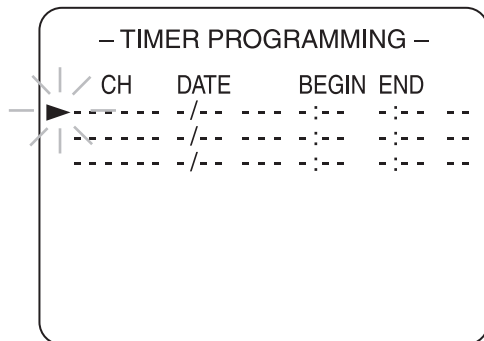 – TIMER PROGRAMMING –
CH DATE BEGIN END
►- - - - - - -/- - - - - -:- - -:- - - -
- - - - - - -/- - - - - -:- - -:- - - -
- - - - - - -/- - - - - -:- - -:- - - -